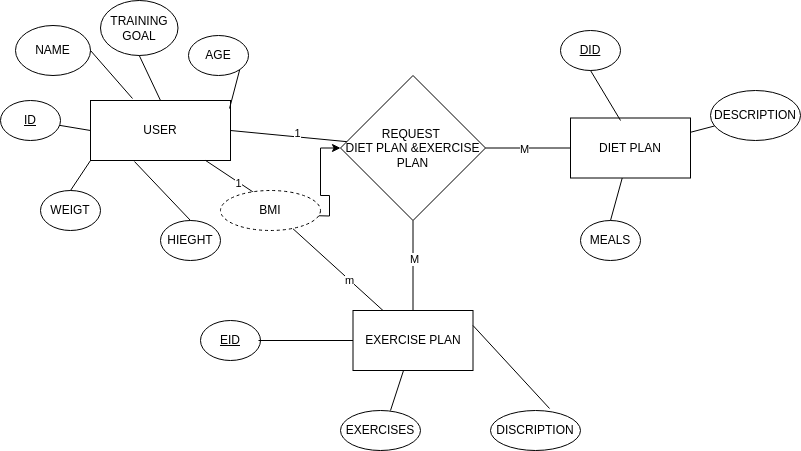 TRAINING
GOAL
NAME
AGE
DID
ID
USER
1
REQUEST
DIET PLAN &EXERCISE
PLAN
M
DIET PLAN
DESCRIPTION
WEIGT
1
BMI
HIEGHT
MEALS
M
m
EID
EXERCISE PLAN
EXERCISES
DISCRIPTION